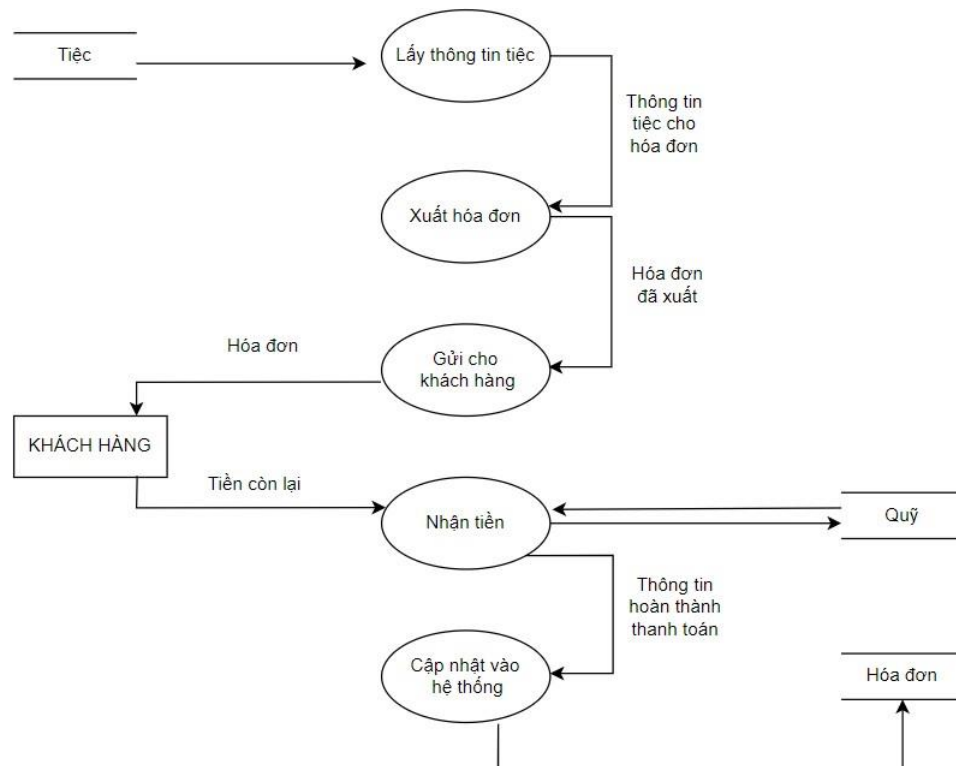 Tiệc
Lấy thông tin tiệc
Thông tin
tiệc cho
hóa đơn
Xuất hóa đơn
Hóa đơn
đã xuất
Hóa đơn
Gửi cho
khách hàng
KHÁCH HÀNG
Tiền còn lại
Nhận tiền
Quỹ
Thông tin
hoàn thành
thanh toán
Cập nhật vào
hệ thống
Hóa đơn